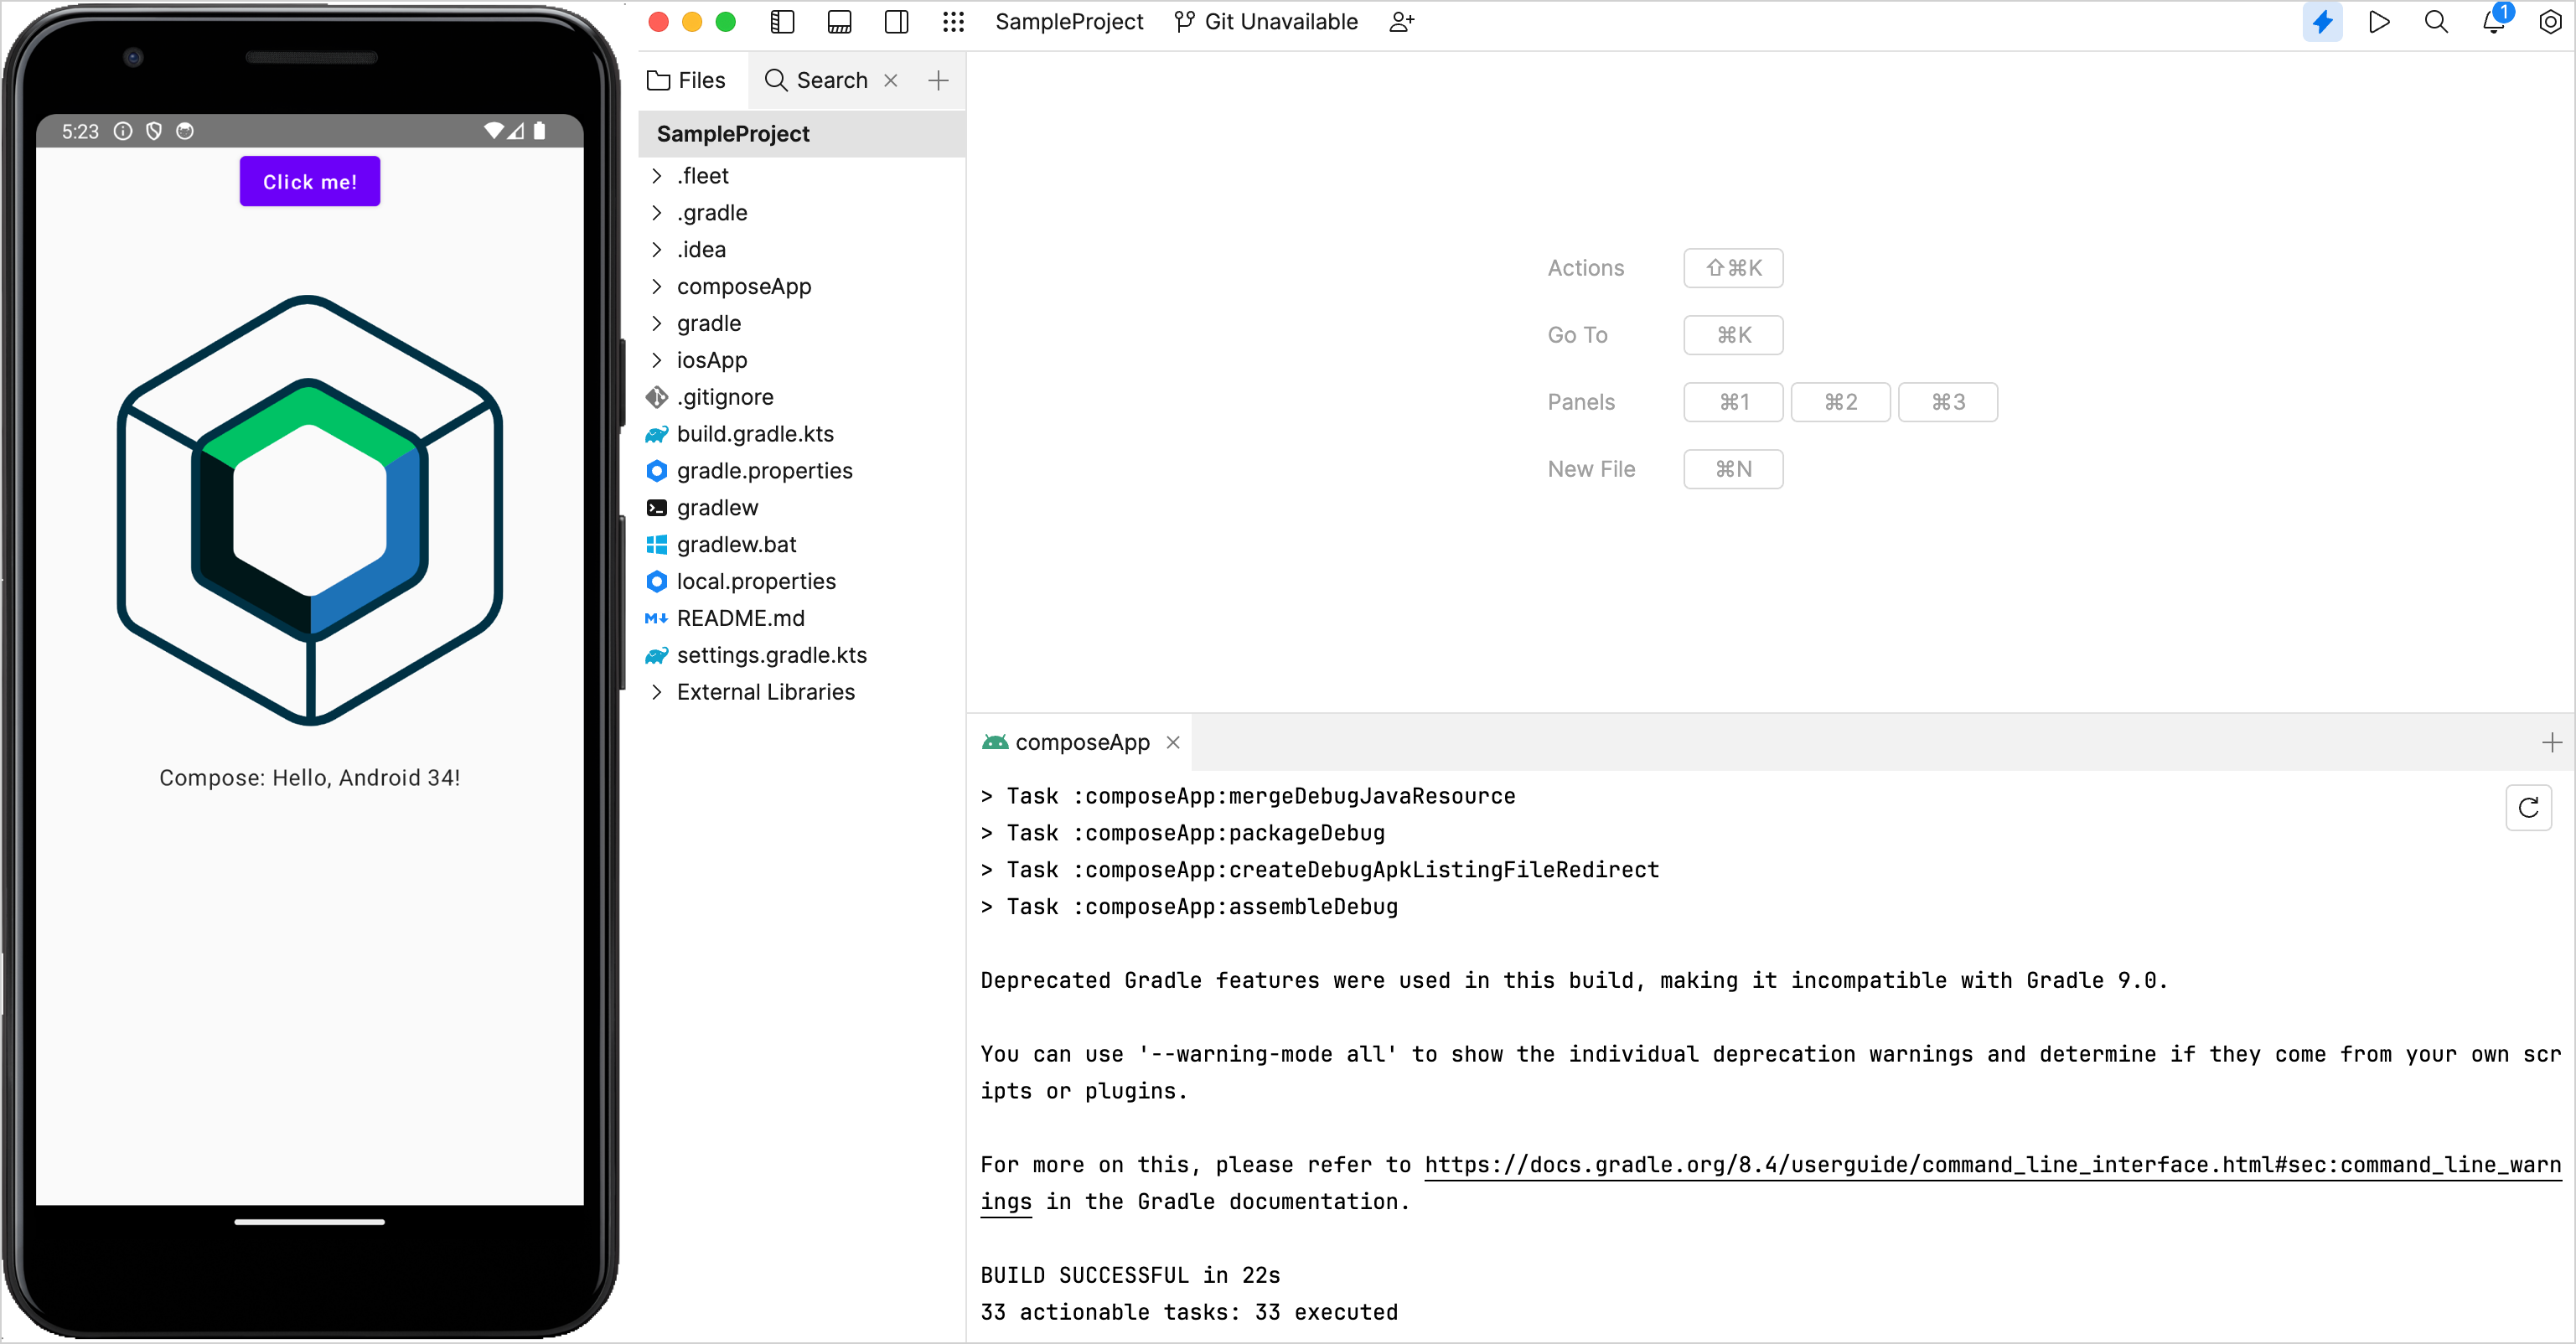 5:23
Click me!
Compose: Hello, Android 34!
SampleProject
Git Unavailable
1
Files
Search
SampleProject
.fleet
.gradle
.idea
composeApp
gradle
iosApp
.gitignore
build.gradle.kts
gradle.properties
gradlew
gradlew.bat
local.properties
README.md
settings.gradle.kts
External Libraries
Actions ⇧⌘K
Go To ⌘K
Panels ⌘1 ⌘2 ⌘3
New File ⌘N
composeApp
> Task :composeApp:mergeDebugJavaResource
> Task :composeApp:packageDebug
> Task :composeApp:createDebugApkListingFileRedirect
> Task :composeApp:assembleDebug
Deprecated Gradle features were used in this build, making it incompatible with Gradle 9.0.
You can use '--warning-mode all' to show the individual deprecation warnings and determine if they come from your own scr
ipts or plugins.
For more on this, please refer to https://docs.gradle.org/8.4/userguide/command_line_interface.html#sec:command_line_warn
ings in the Gradle documentation.
BUILD SUCCESSFUL in 22s
33 actionable tasks: 33 executed